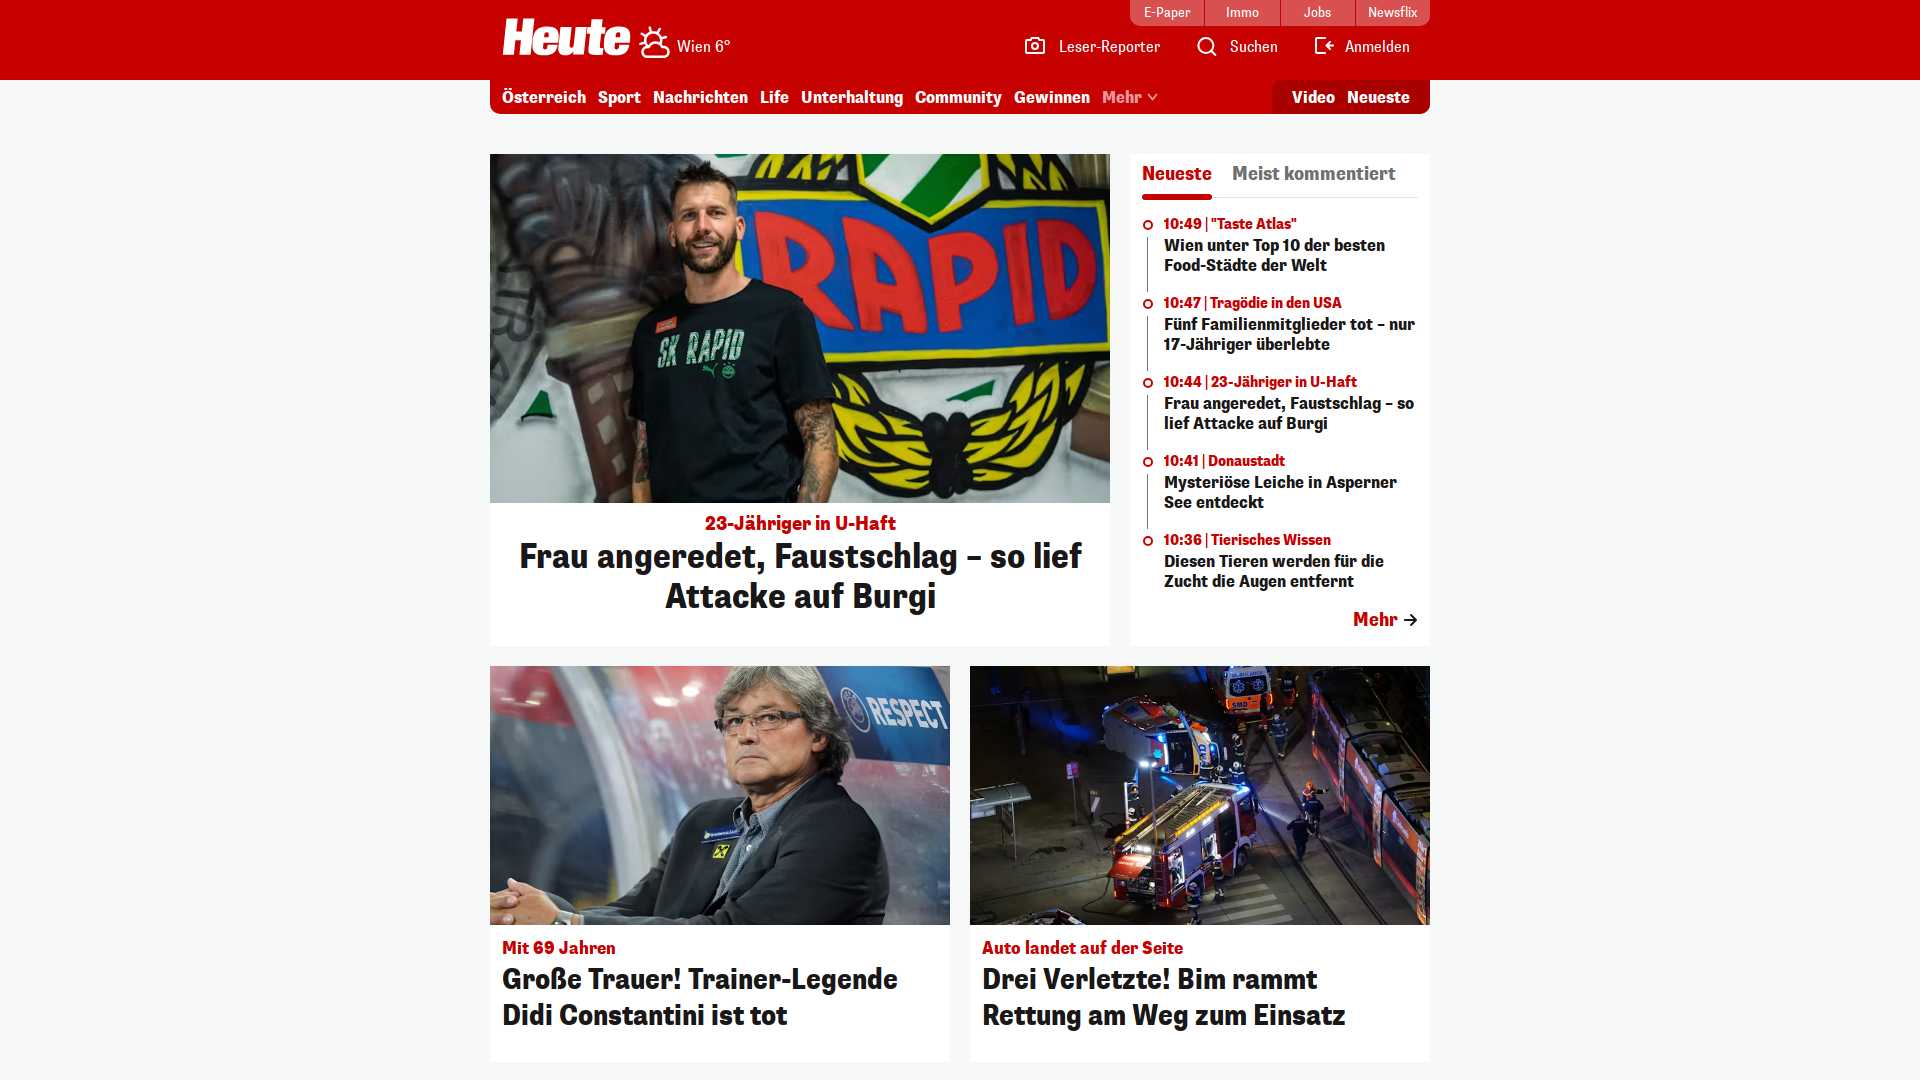 E-Paper
Immo
Jobs
Newsflix
Heute
Wien 6°
Leser-Reporter
Suchen
Anmelden
Österreich
Sport
Nachrichten
Life
Unterhaltung
Community
Gewinnen
Mehr
Video
Neueste
RAPID
SK RAPID
23-Jähriger in U-Haft
Frau angeredet, Faustschlag – so lief
Attacke auf Burgi
Neueste
Meist kommentiert
10:49 | "Taste Atlas"
Wien unter Top 10 der besten
Food-Städte der Welt
10:47 | Tragödie in den USA
Fünf Familienmitglieder tot – nur
17-Jähriger überlebte
10:44 | 23-Jähriger in U-Haft
Frau angeredet, Faustschlag – so
lief Attacke auf Burgi
10:41 | Donaustadt
Mysteriöse Leiche in Asperner
See entdeckt
10:36 | Tierisches Wissen
Diesen Tieren werden für die
Zucht die Augen entfernt
Mehr
RESPECT
Mit 69 Jahren
Große Trauer! Trainer-Legende
Didi Constantini ist tot
SMD
Auto landet auf der Seite
Drei Verletzte! Bim rammt
Rettung am Weg zum Einsatz